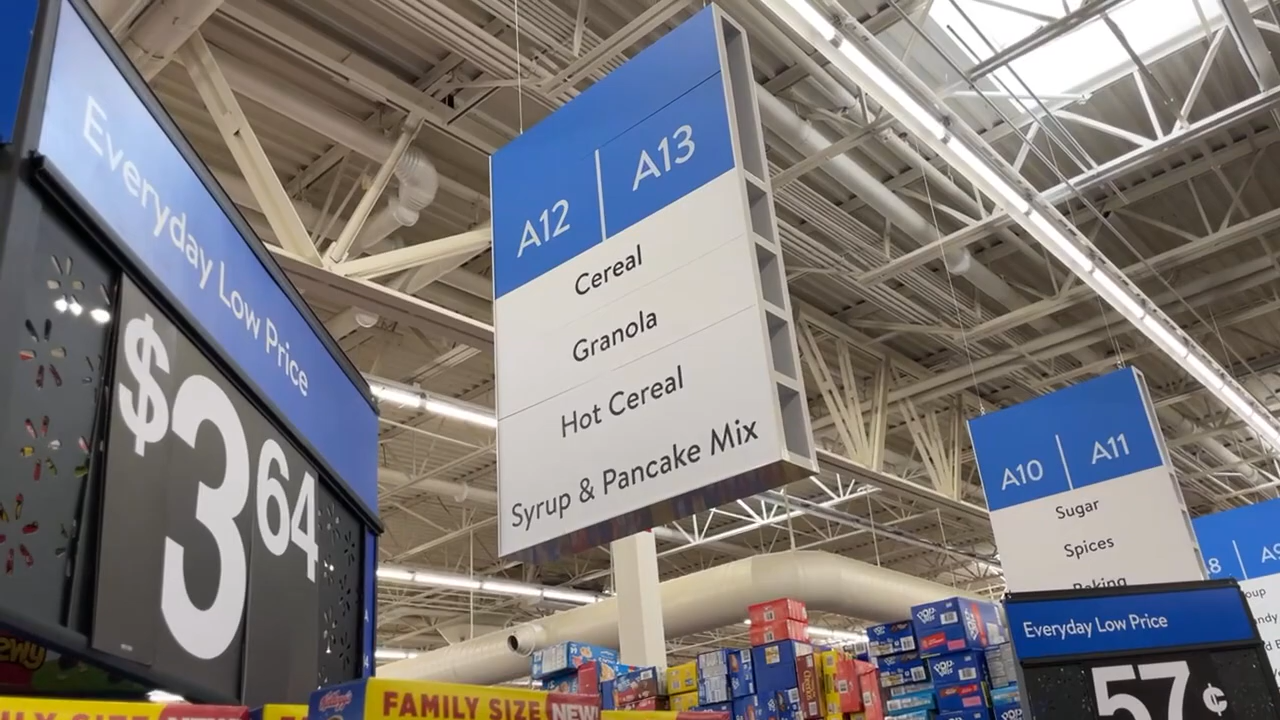 Everyday Low Price
$3 64
A12 | A13
Cereal
Granola
Hot Cereal
Syrup & Pancake Mix
A10 | A11
Sugar
Spices
Baking
Everyday Low Price
57¢
FAMILY SIZE NEW!